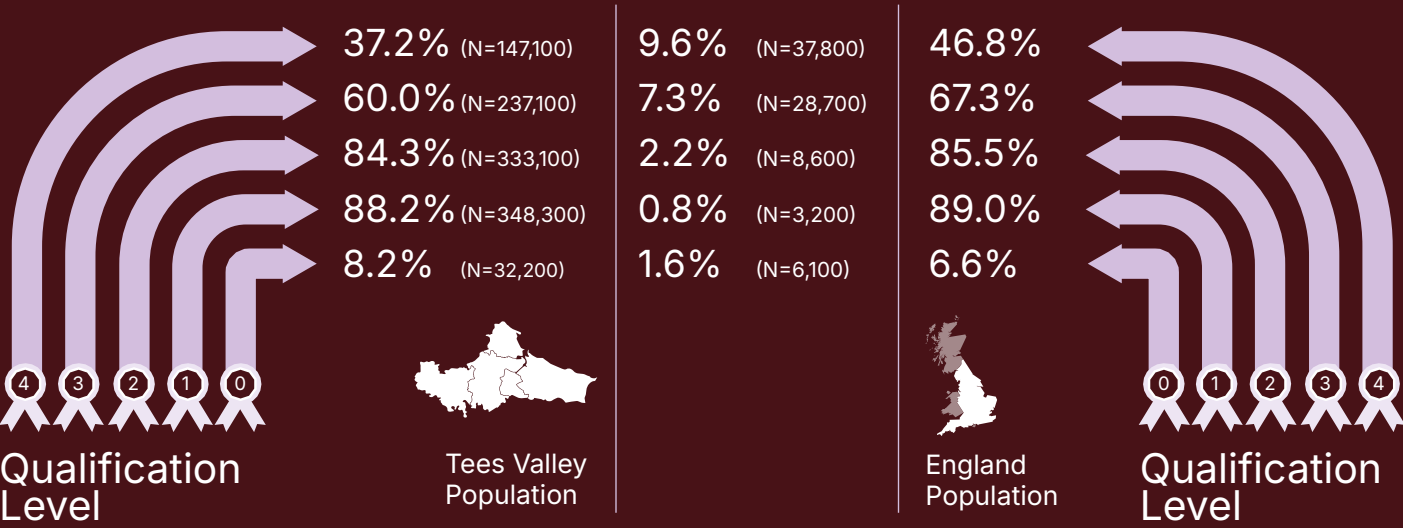 37.2% (N=147,100) 9.6% (N=37,800) 46.8%
60.0% (N=237,100) 7.3% (N=28,700) 67.3%
84.3% (N=333,100) 2.2% (N=8,600) 85.5%
88.2% (N=348,300) 0.8% (N=3,200) 89.0%
8.2% (N=32,200) 1.6% (N=6,100) 6.6%
4 3 2 1 0 0 1 2 3 4
Qualification
Level
Tees Valley
Population
England
Population
Qualification
Level